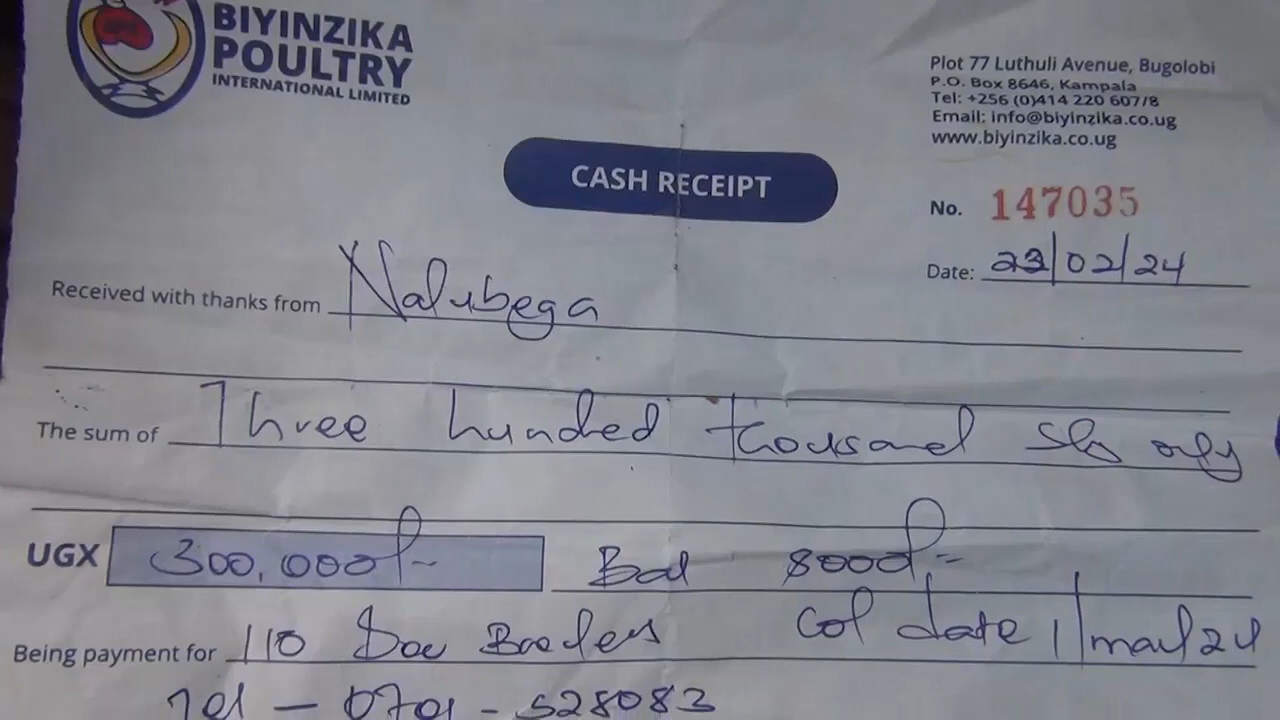 BIYINZIKA
POULTRY
INTERNATIONAL LIMITED
Plot 77 Luthuli Avenue, Bugolobi
P.O. Box 8646, Kampala
Tel: +256 (0)414 220 607/8
Email: info@biyinzika.co.ug
www.biyinzika.co.ug
CASH RECEIPT
No. 147035
Date: 23/02/24
Received with thanks from Nalubega
The sum of Three hundred thousand shs only
UGX 300,000/= Bal 8000/=
Being payment for 110 Doc Broilers Col date 1/mar/24
Tel - 0701-528083